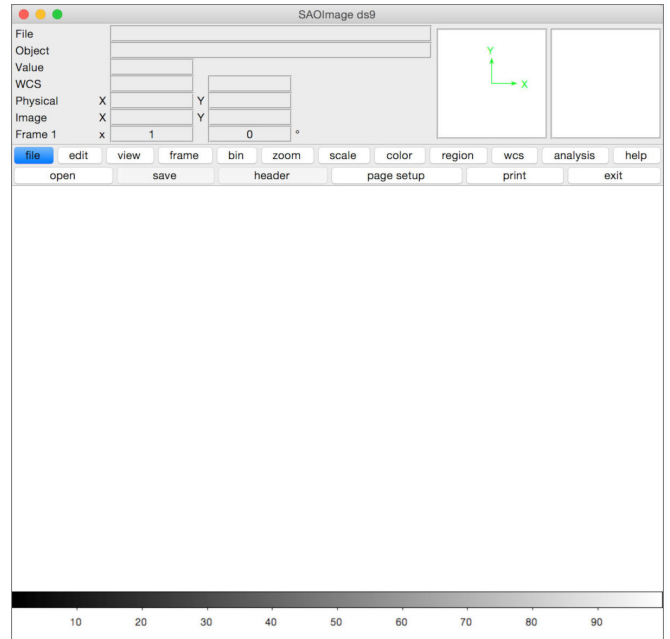 SAOImage ds9
File
Object
Value
WCS
Physical X Y
Image X Y
Frame 1 x 1 0 °
Y
X
file edit view frame bin zoom scale color region wcs analysis help
open save header page setup print exit
10 20 30 40 50 60 70 80 90